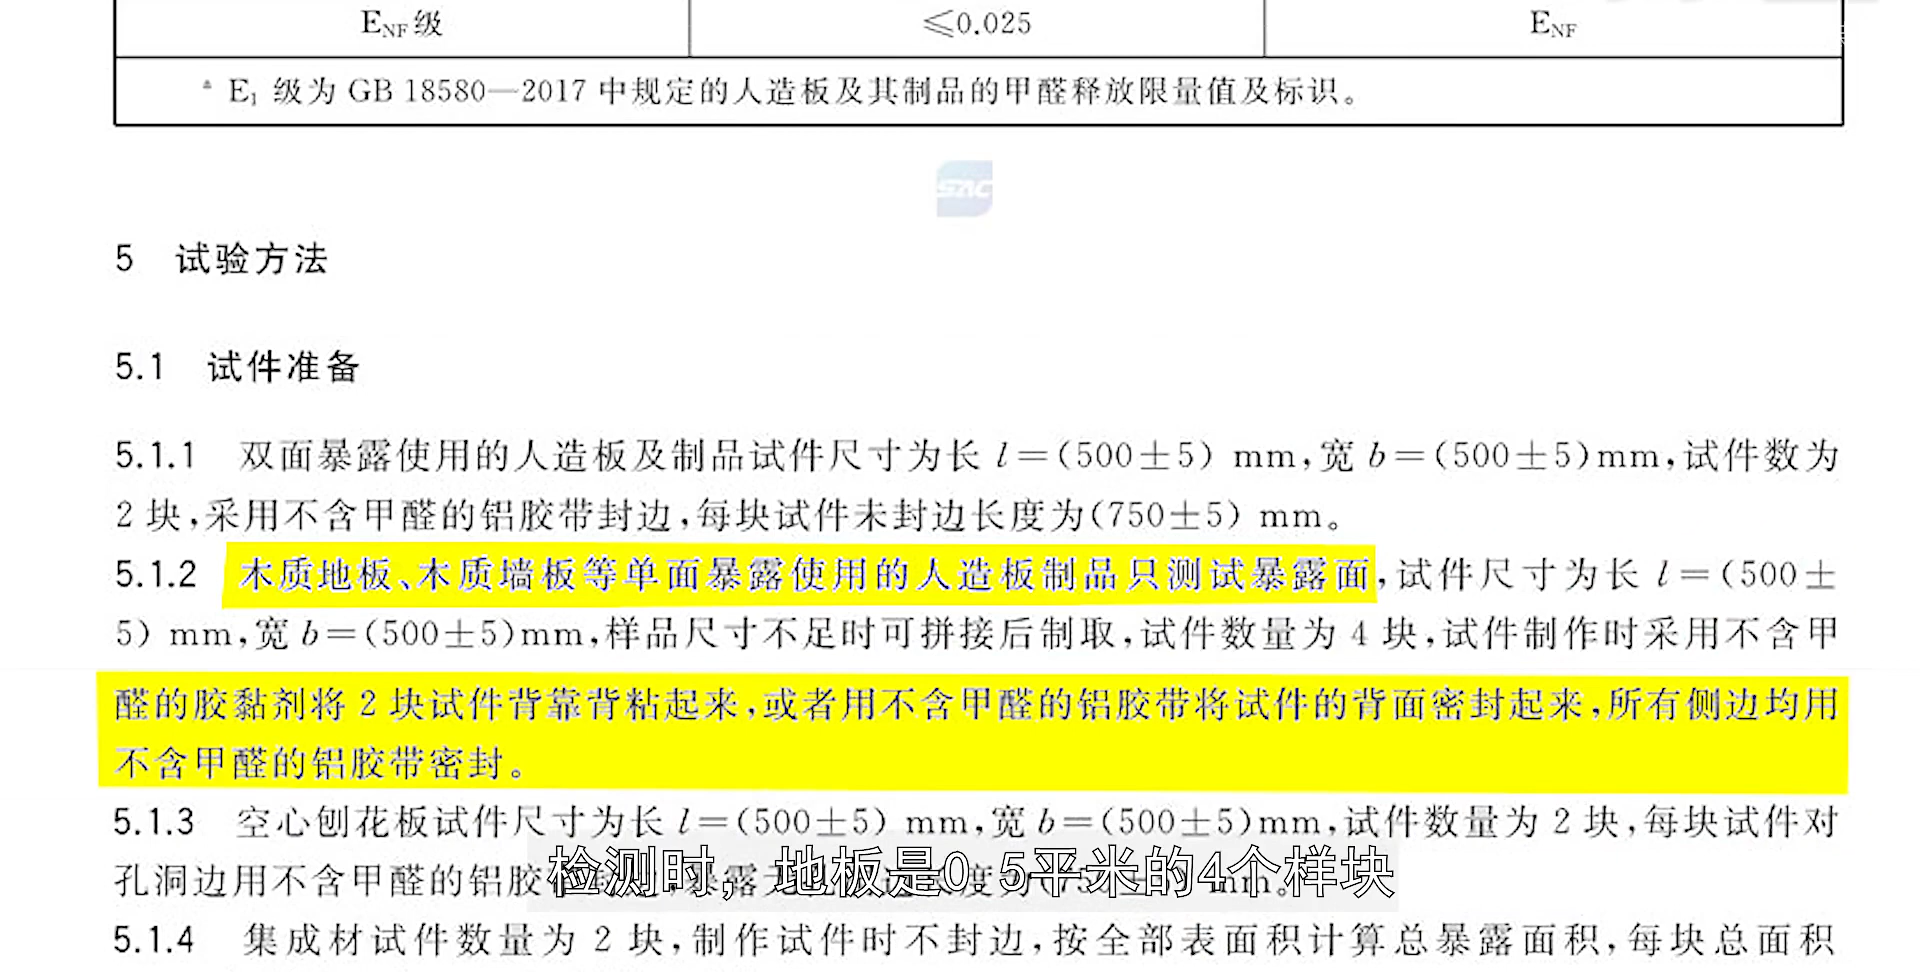 ENF级 ≤0.025 ENF
a E1 级为 GB 18580—2017 中规定的人造板及其制品的甲醛释放限量值及标识。
SAC
5 试验方法
5.1 试件准备
5.1.1 双面暴露使用的人造板及制品试件尺寸为长 l=(500±5) mm,宽 b=(500±5)mm,试件数为
2 块,采用不含甲醛的铝胶带封边,每块试件未封边长度为(750±5) mm。
5.1.2 木质地板、木质墙板等单面暴露使用的人造板制品只测试暴露面,试件尺寸为长 l=(500±
5) mm,宽 b=(500±5)mm,样品尺寸不足时可拼接后制取,试件数量为 4 块,试件制作时采用不含甲
醛的胶黏剂将 2 块试件背靠背粘起来,或者用不含甲醛的铝胶带将试件的背面密封起来,所有侧边均用
不含甲醛的铝胶带密封。
5.1.3 空心刨花板试件尺寸为长 l=(500±5) mm,宽 b=(500±5)mm,试件数量为 2 块,每块试件对
孔洞边用不含甲醛的铝胶 mm。
检测时，地板是0.5平米的4个样块
5.1.4 集成材试件数量为 2 块,制作试件时不封边,按全部表面积计算总暴露面积,每块总面积